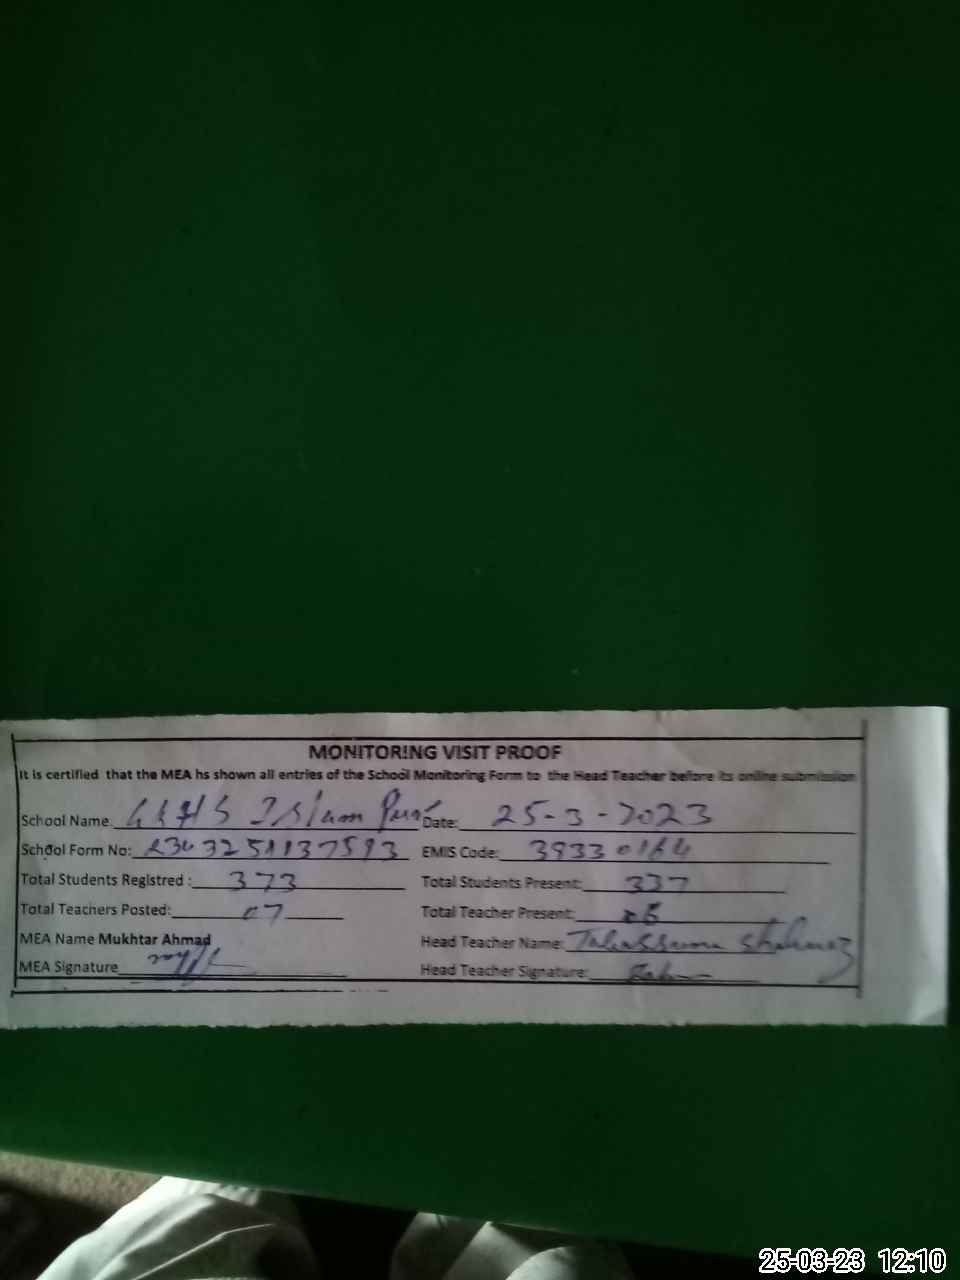 MONITORING VISIT PROOF
It is certified that the MEA hs shown all entries of the School Monitoring Form to the Head Teacher before its online submission
School Name: Islam Date: 25-3-2023
School Form No: EMIS Code: 39330164
Total Students Registred : 373 Total Students Present: 337
Total Teachers Posted: 07 Total Teacher Present:
MEA Name Mukhtar Ahmad Head Teacher Name:
MEA Signature Head Teacher Signature:
25-03-23 12:10